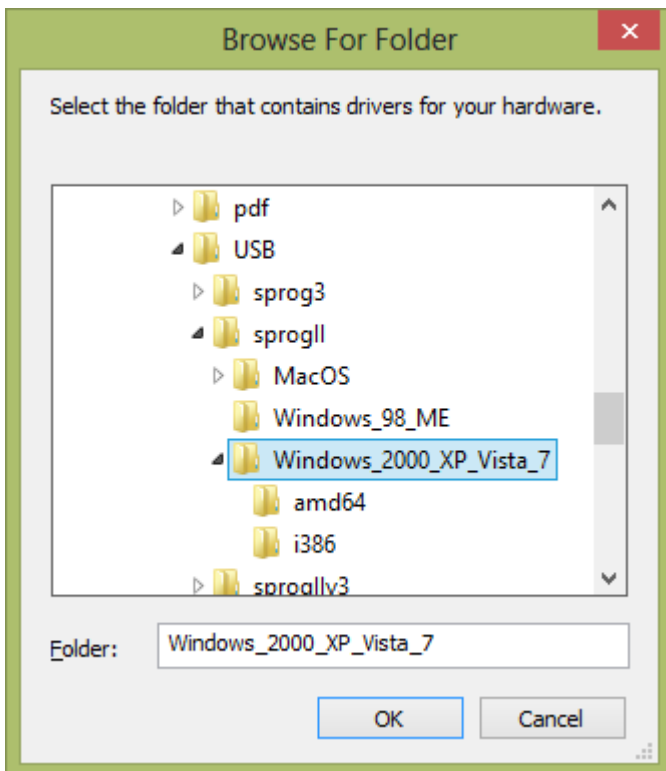 Browse For Folder
Select the folder that contains drivers for your hardware.
pdf
USB
sprog3
sprogII
MacOS
Windows_98_ME
Windows_2000_XP_Vista_7
amd64
i386
sprogIIv3
Folder: Windows_2000_XP_Vista_7
OK Cancel